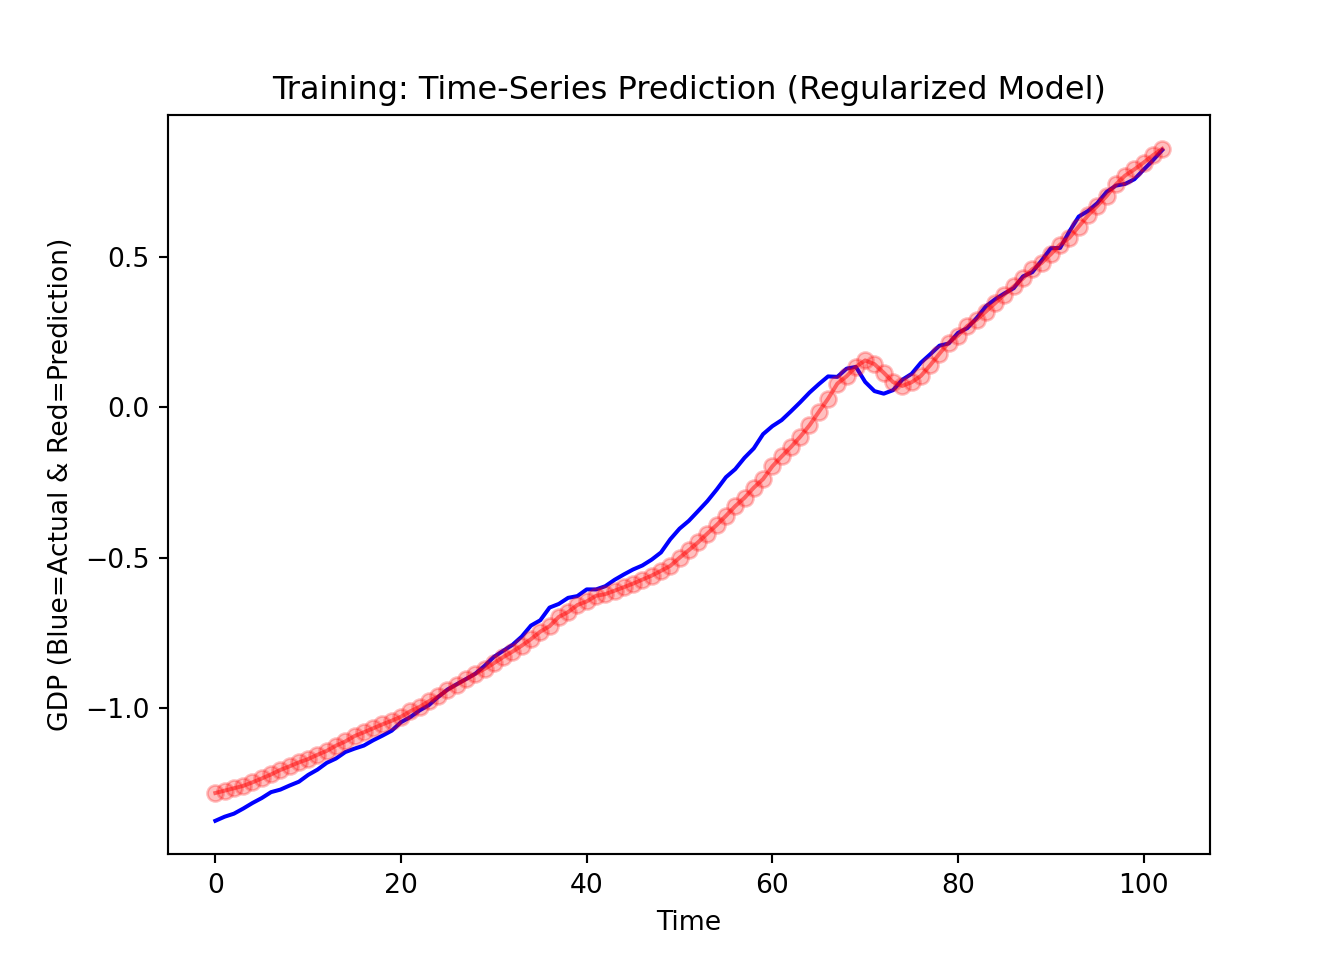 Training: Time-Series Prediction (Regularized Model)
GDP (Blue=Actual & Red=Prediction)
0.5
0.0
−0.5
−1.0
0 20 40 60 80 100
Time